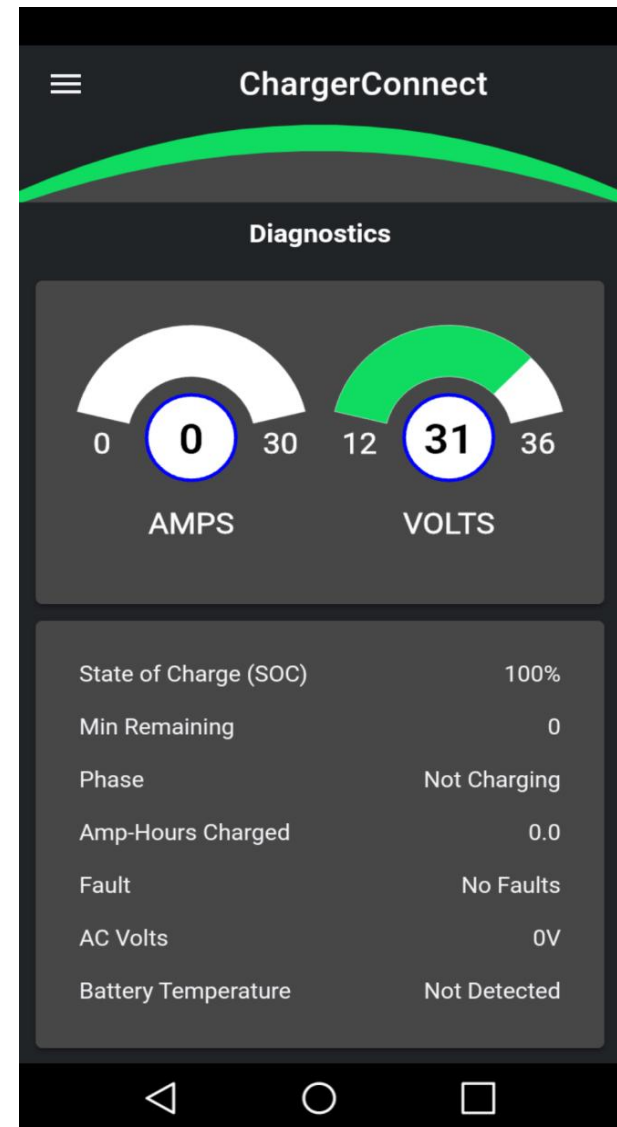 ChargerConnect
Diagnostics
0 0 30 12 31 36
AMPS VOLTS
State of Charge (SOC) 100%
Min Remaining 0
Phase Not Charging
Amp-Hours Charged 0.0
Fault No Faults
AC Volts 0V
Battery Temperature Not Detected